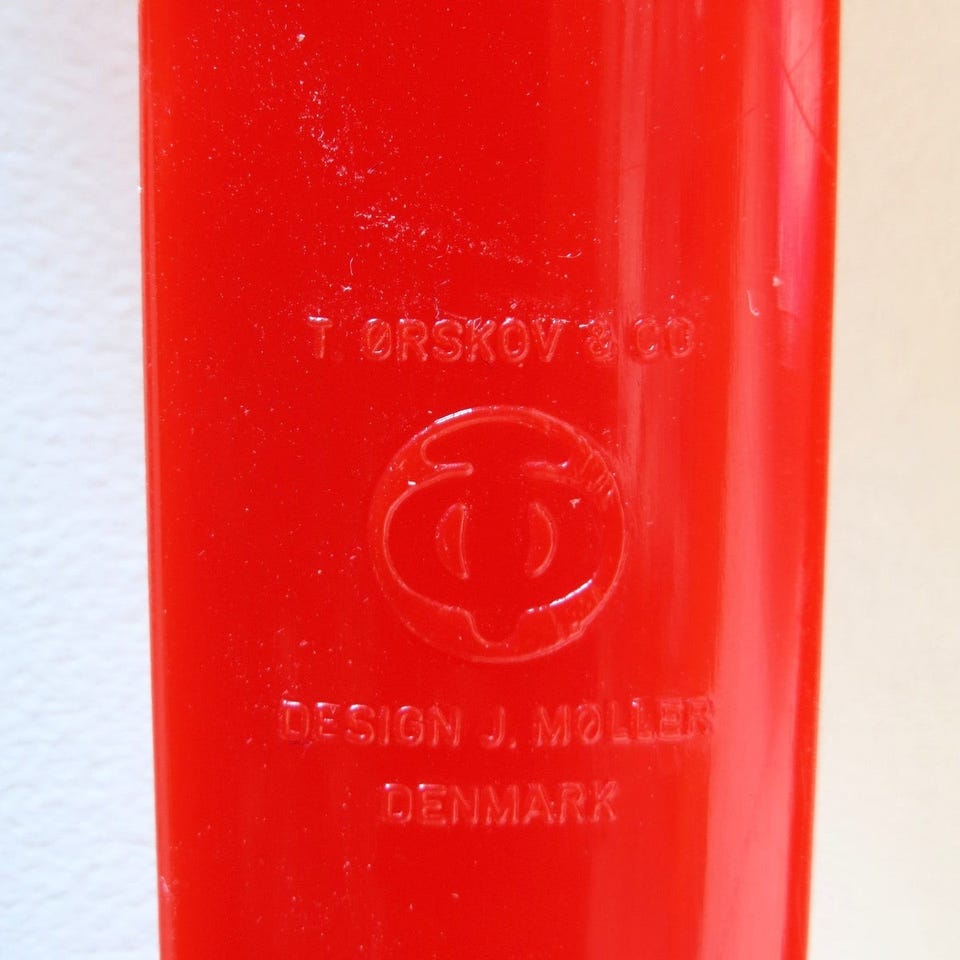 T. ØRSKOV & CO
DESIGN J. MØLLER
DENMARK